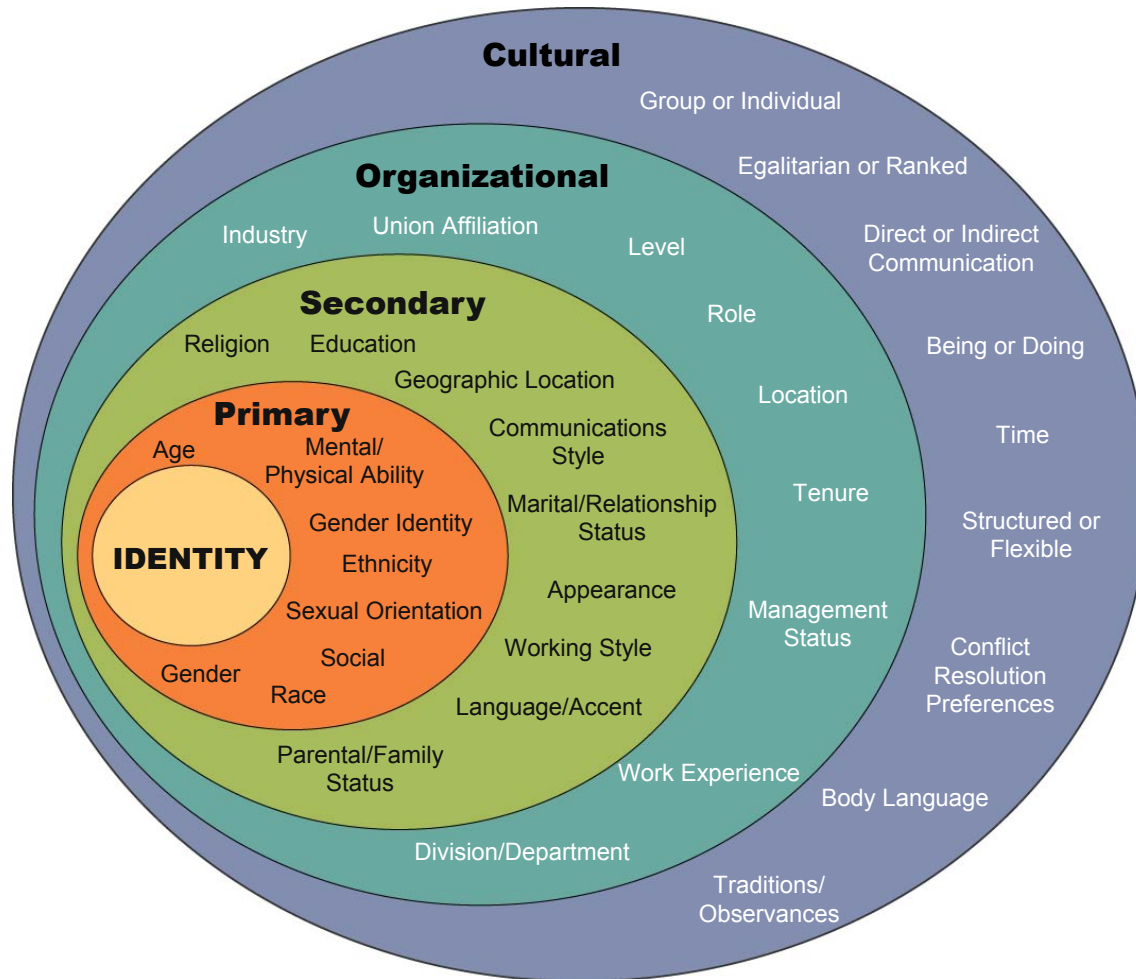 Cultural
Group or Individual
Egalitarian or Ranked
Direct or Indirect
Communication
Being or Doing
Time
Structured or
Flexible
Conflict
Resolution
Preferences
Body Language
Traditions/
Observances
Organizational
Industry
Union Affiliation
Level
Role
Location
Tenure
Management
Status
Work Experience
Division/Department
Secondary
Religion
Education
Geographic Location
Communications
Style
Marital/Relationship
Status
Appearance
Working Style
Language/Accent
Parental/Family
Status
Primary
Age
Mental/
Physical Ability
Gender Identity
Ethnicity
Sexual Orientation
Social
Race
Gender
IDENTITY